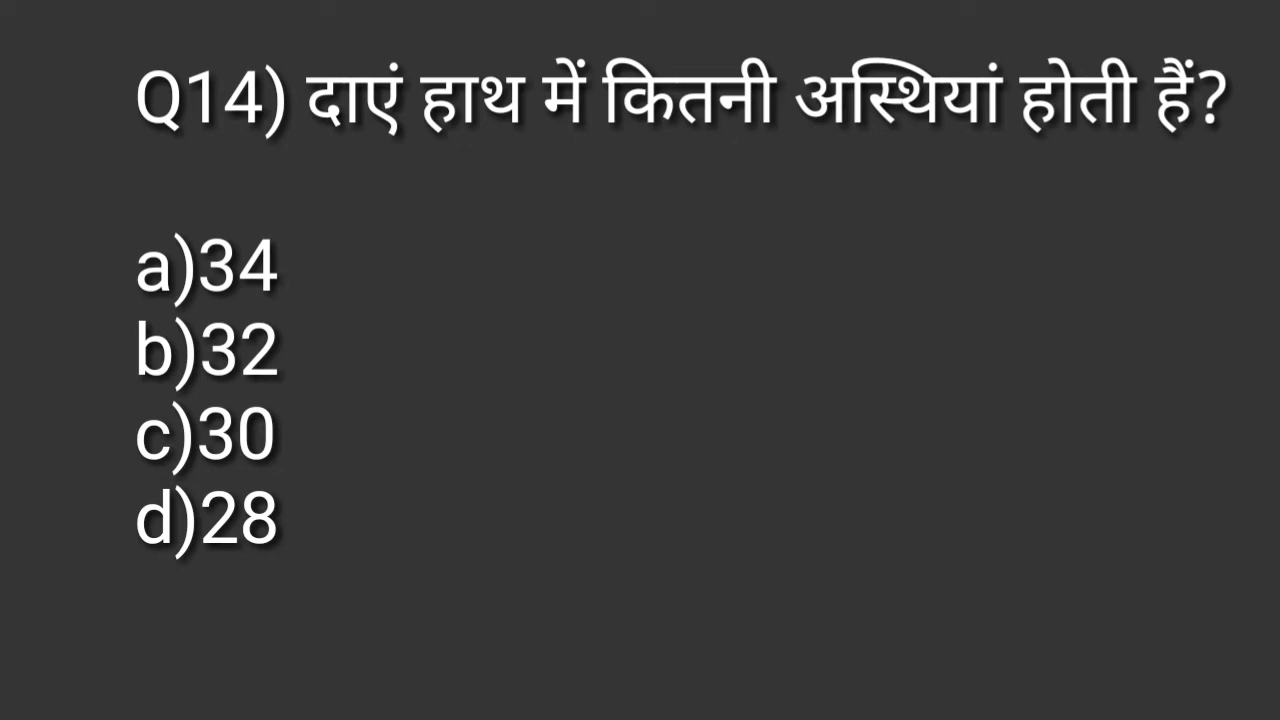 Q14) दाएं हाथ में कितनी अस्थियां होती हैं?
a)34
b)32
c)30
d)28